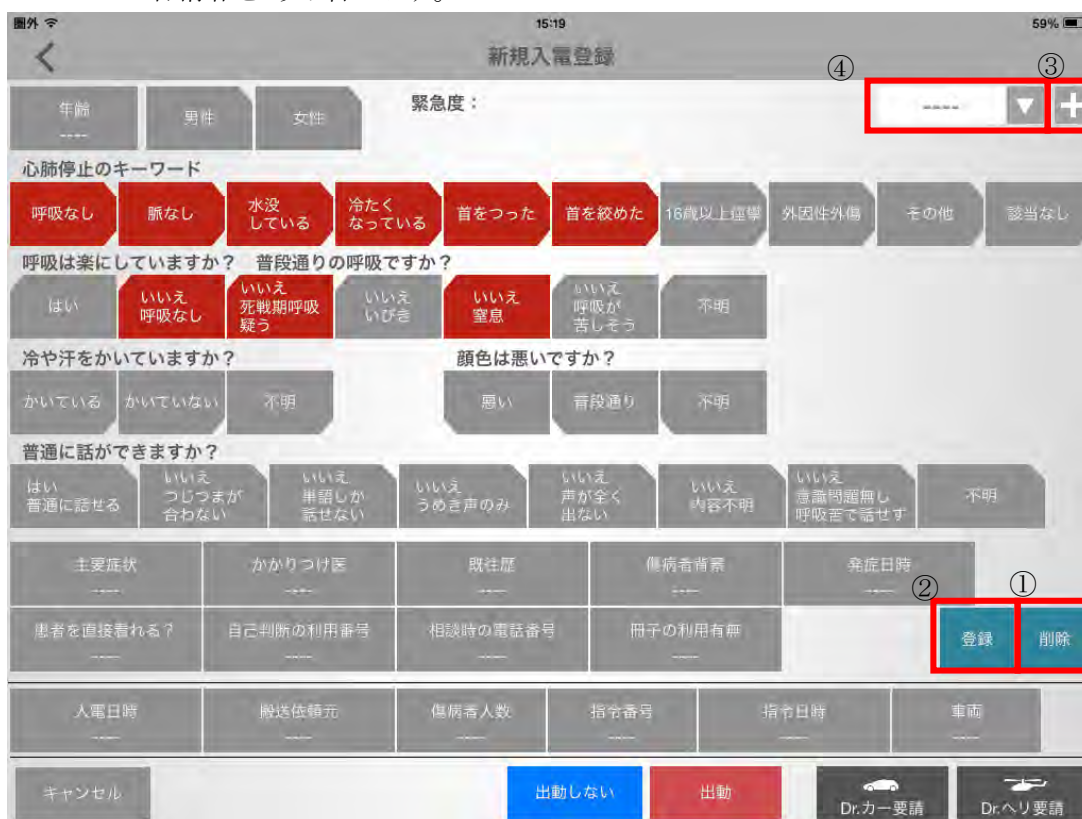 圏外 15:19 59%
新規入電登録
④ ③
年齢
----
男性
女性
緊急度：
----
心肺停止のキーワード
呼吸なし
脈なし
水没
している
冷たく
なっている
首をつった
首を絞めた
16歳以上痙攣
外因性外傷
その他
該当なし
呼吸は楽にしていますか？ 普段通りの呼吸ですか？
はい
いいえ
呼吸なし
いいえ
死戦期呼吸
疑う
いいえ
いびき
いいえ
窒息
いいえ
呼吸が
苦しそう
不明
冷や汗をかいていますか？
顔色は悪いですか？
かいている
かいていない
不明
悪い
普段通り
不明
普通に話ができますか？
はい
普通に話せる
いいえ
つじつまが
合わない
いいえ
単語しか
話せない
いいえ
うめき声のみ
いいえ
声が全く
出ない
いいえ
内容不明
いいえ
意識問題無し
呼吸苦で話せず
不明
主要症状
----
かかりつけ医
----
既往歴
----
傷病者背景
----
発症日時
----
② ①
患者を直接看れる？
----
自己判断の利用番号
----
相談時の電話番号
----
冊子の利用有無
----
登録
削除
入電日時
----
搬送依頼元
----
傷病者人数
----
指令番号
----
指令日時
----
車両
----
キャンセル
出動しない
出動
Dr.カー要請
Dr.ヘリ要請